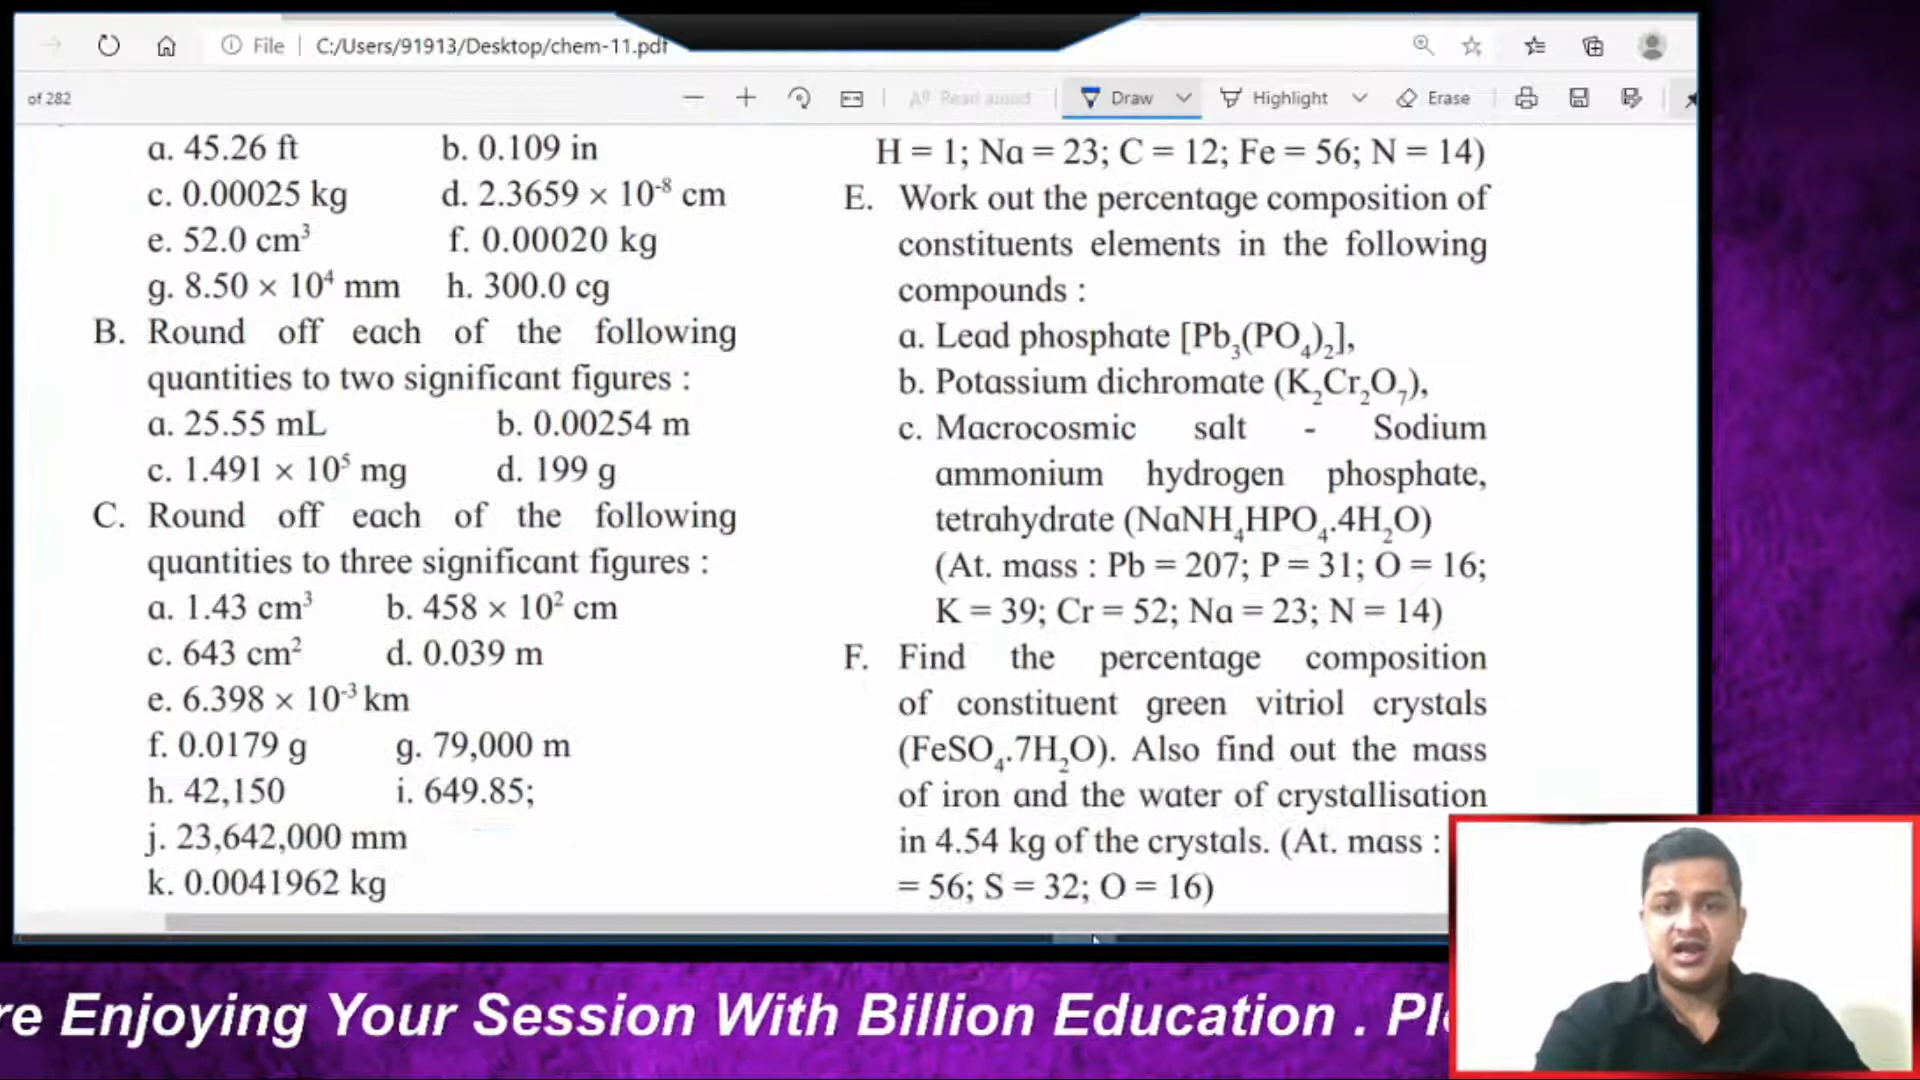 File | C:/Users/91913/Desktop/chem-11.pdf
of 282
Read aloud
Draw
Highlight
Erase
a. 45.26 ft b. 0.109 in
c. 0.00025 kg d. 2.3659 × 10⁻⁸ cm
e. 52.0 cm³ f. 0.00020 kg
g. 8.50 × 10⁴ mm h. 300.0 cg
B. Round off each of the following
quantities to two significant figures :
a. 25.55 mL b. 0.00254 m
c. 1.491 × 10⁵ mg d. 199 g
C. Round off each of the following
quantities to three significant figures :
a. 1.43 cm³ b. 458 × 10² cm
c. 643 cm² d. 0.039 m
e. 6.398 × 10⁻³ km
f. 0.0179 g g. 79,000 m
h. 42,150 i. 649.85;
j. 23,642,000 mm
k. 0.0041962 kg
H = 1; Na = 23; C = 12; Fe = 56; N = 14)
E. Work out the percentage composition of
constituents elements in the following
compounds :
a. Lead phosphate [Pb₃(PO₄)₂],
b. Potassium dichromate (K₂Cr₂O₇),
c. Macrocosmic salt - Sodium
ammonium hydrogen phosphate,
tetrahydrate (NaNH₄HPO₄.4H₂O)
(At. mass : Pb = 207; P = 31; O = 16;
K = 39; Cr = 52; Na = 23; N = 14)
F. Find the percentage composition
of constituent green vitriol crystals
(FeSO₄.7H₂O). Also find out the mass
of iron and the water of crystallisation
in 4.54 kg of the crystals. (At. mass :
= 56; S = 32; O = 16)
re Enjoying Your Session With Billion Education .